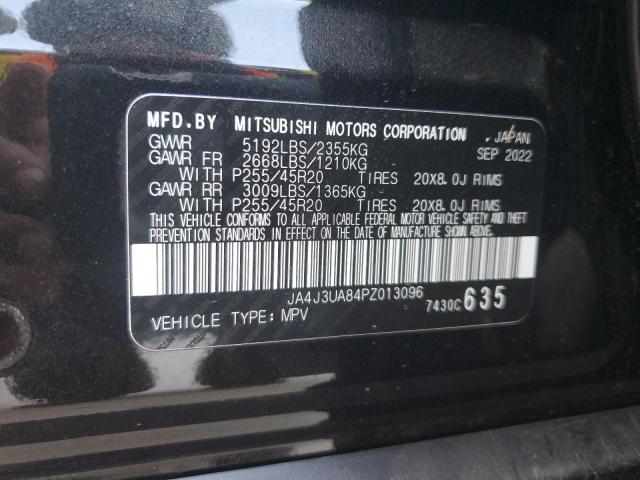 MFD.BY MITSUBISHI MOTORS CORPORATION JAPAN
GVWR 5192LBS/2355KG SEP 2022
GAWR FR 2668LBS/1210KG
WITH P255/45R20 TIRES 20X8.0J RIMS
GAWR RR 3009LBS/1365KG
WITH P255/45R20 TIRES 20X8.0J RIMS
THIS VEHICLE CONFORMS TO ALL APPLICABLE FEDERAL MOTOR VEHICLE SAFETY AND THEFT
PREVENTION STANDARDS IN EFFECT ON THE DATE OF MANUFACTURE SHOWN ABOVE.
JA4J3UA84PZ013096
7430C 635
VEHICLE TYPE: MPV